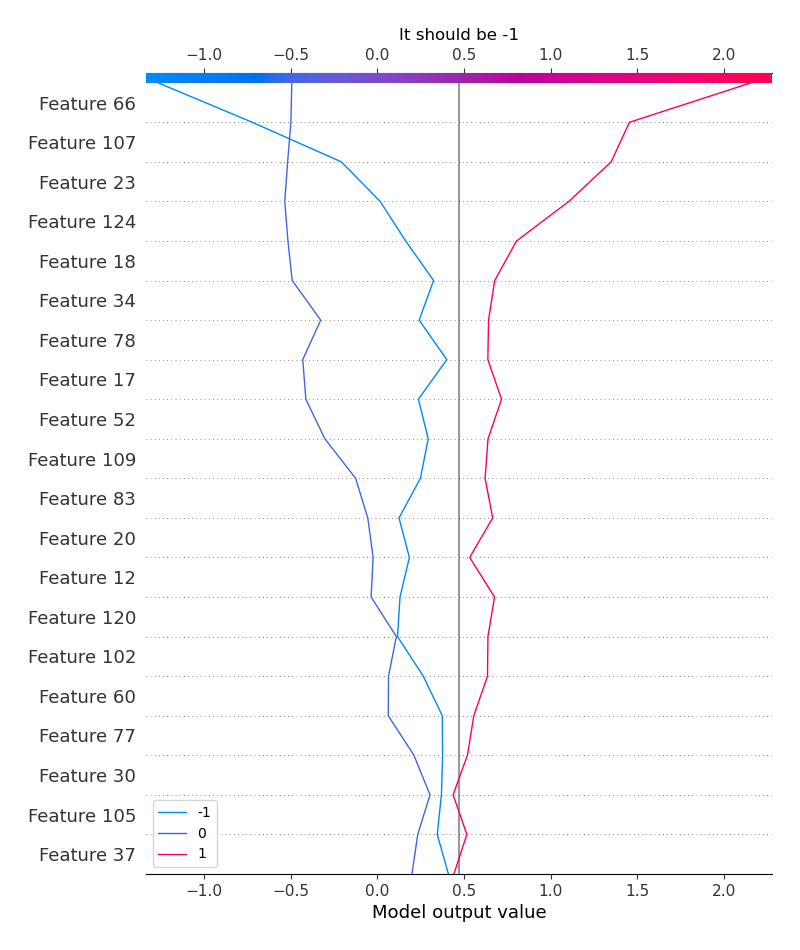 It should be -1
−1.0 −0.5 0.0 0.5 1.0 1.5 2.0
Feature 66
Feature 107
Feature 23
Feature 124
Feature 18
Feature 34
Feature 78
Feature 17
Feature 52
Feature 109
Feature 83
Feature 20
Feature 12
Feature 120
Feature 102
Feature 60
Feature 77
Feature 30
Feature 105
Feature 37
-1
0
1
−1.0 −0.5 0.0 0.5 1.0 1.5 2.0
Model output value